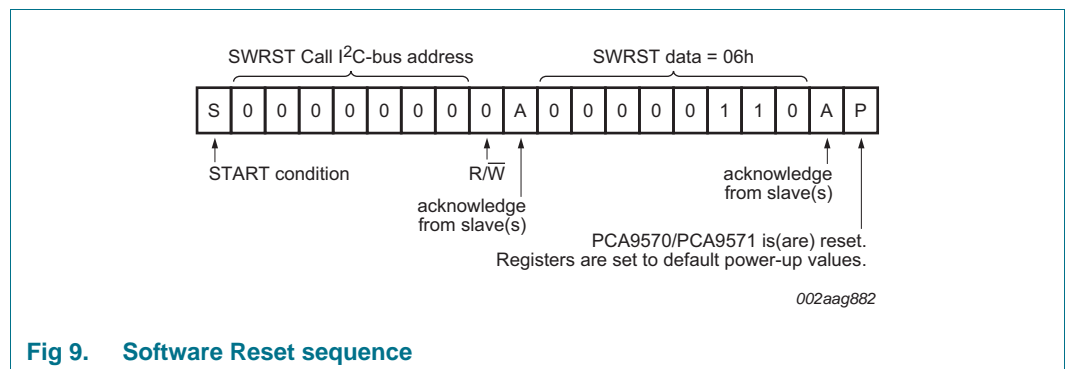 SWRST Call I2C-bus address SWRST data = 06h
S 0 0 0 0 0 0 0 0 A 0 0 0 0 0 1 1 0 A P
START condition R/W acknowledge
from slave(s)
acknowledge
from slave(s)
PCA9570/PCA9571 is(are) reset.
Registers are set to default power-up values.
002aag882
Fig 9. Software Reset sequence